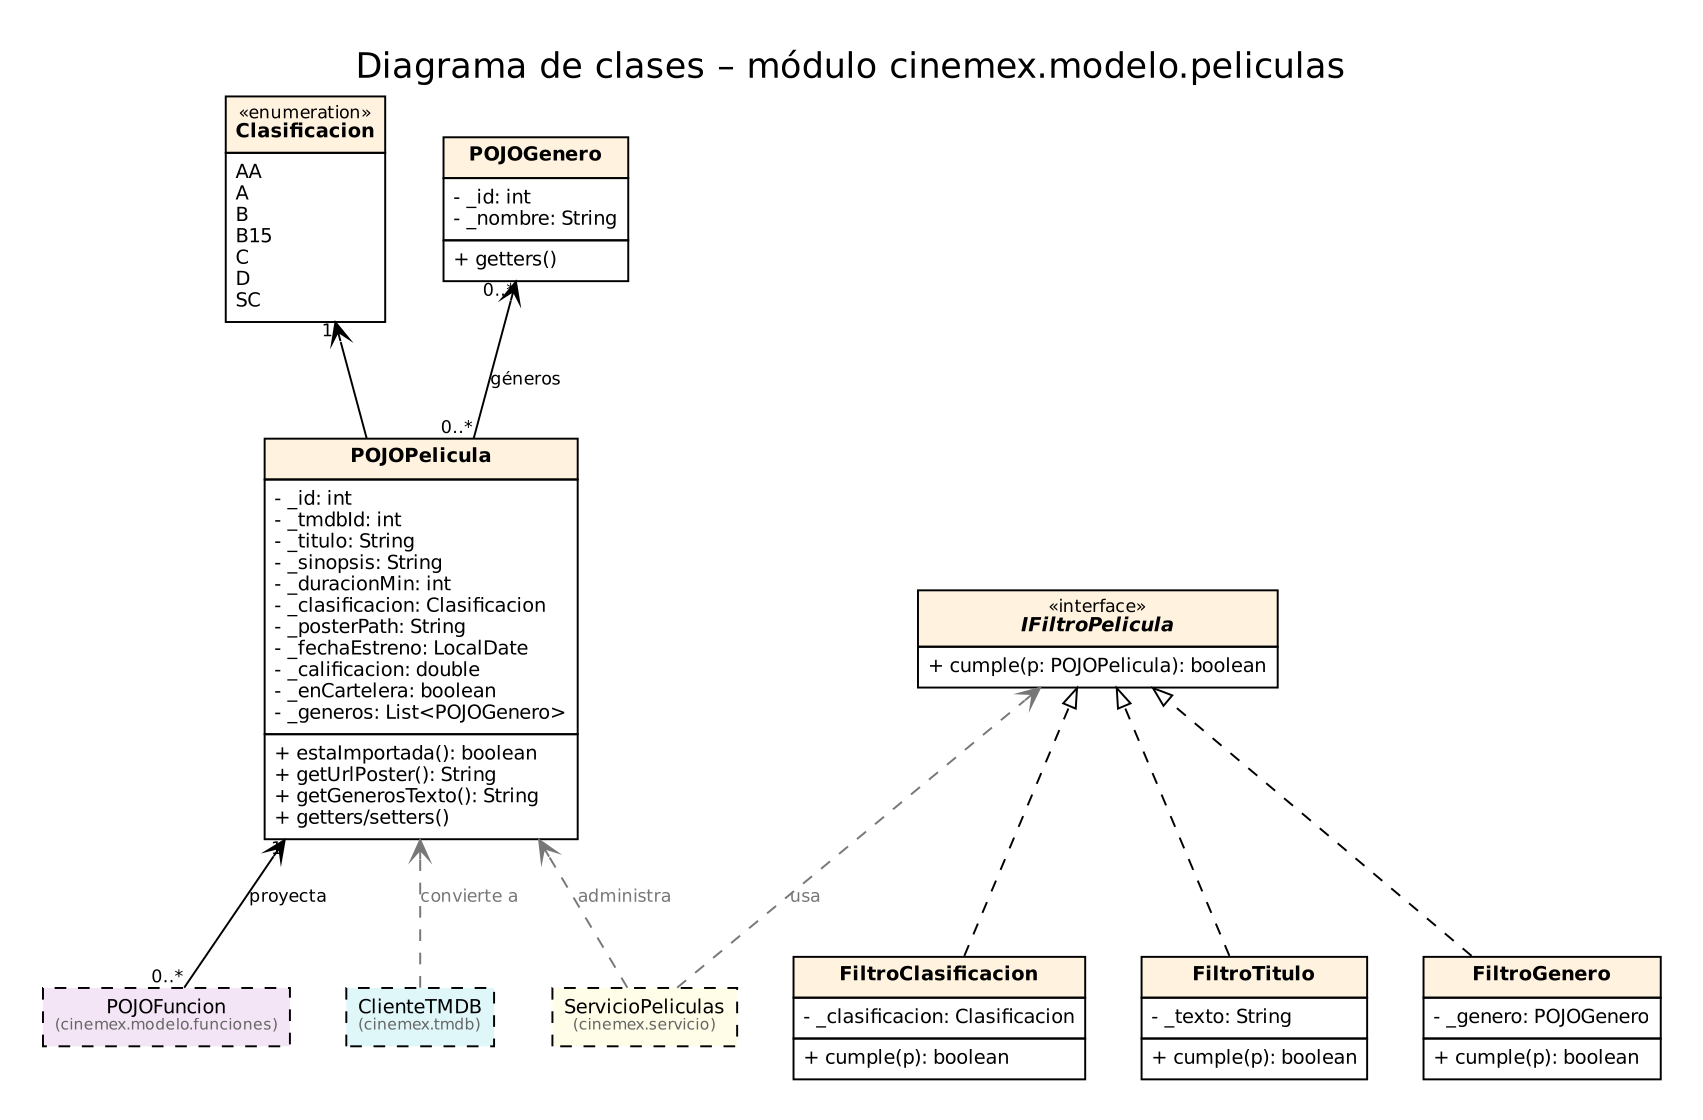 Diagrama de clases – módulo cinemex.modelo.peliculas
«enumeration»
Clasificacion
AA
A
B
B15
C
D
SC
POJOGenero
- _id: int
- _nombre: String
+ getters()
0..*
1
géneros
0..*
POJOPelicula
- _id: int
- _tmdbId: int
- _titulo: String
- _sinopsis: String
- _duracionMin: int
- _clasificacion: Clasificacion
- _posterPath: String
- _fechaEstreno: LocalDate
- _calificacion: double
- _enCartelera: boolean
- _generos: List<POJOGenero>
+ estaImportada(): boolean
+ getUrlPoster(): String
+ getGenerosTexto(): String
+ getters/setters()
«interface»
IFiltroPelicula
+ cumple(p: POJOPelicula): boolean
1
proyecta
convierte a
administra
usa
0..*
POJOFuncion
(cinemex.modelo.funciones)
ClienteTMDB
(cinemex.tmdb)
ServicioPeliculas
(cinemex.servicio)
FiltroClasificacion
- _clasificacion: Clasificacion
+ cumple(p): boolean
FiltroTitulo
- _texto: String
+ cumple(p): boolean
FiltroGenero
- _genero: POJOGenero
+ cumple(p): boolean